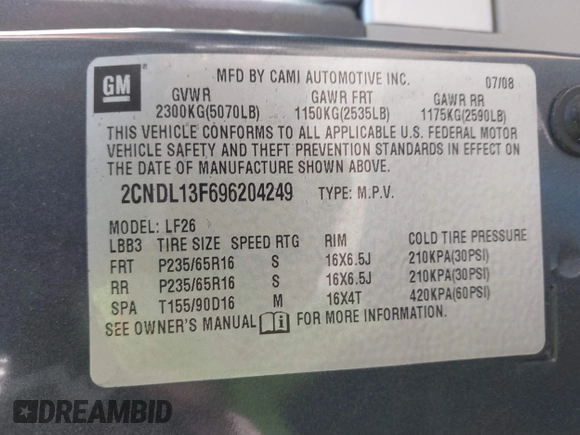 GM
MFD BY CAMI AUTOMOTIVE INC. 07/08
GVWR GAWR FRT GAWR RR
2300KG(5070LB) 1150KG(2535LB) 1175KG(2590LB)
THIS VEHICLE CONFORMS TO ALL APPLICABLE U.S. FEDERAL MOTOR
VEHICLE SAFETY AND THEFT PREVENTION STANDARDS IN EFFECT ON
THE DATE OF MANUFACTURE SHOWN ABOVE.
2CNDL13F696204249 TYPE: M.P.V.
MODEL: LF26
LBB3 TIRE SIZE SPEED RTG RIM COLD TIRE PRESSURE
FRT P235/65R16 S 16X6.5J 210KPA(30PSI)
RR P235/65R16 S 16X6.5J 210KPA(30PSI)
SPA T155/90D16 M 16X4T 420KPA(60PSI)
SEE OWNER'S MANUAL i FOR MORE INFORMATION.
DREAMBID